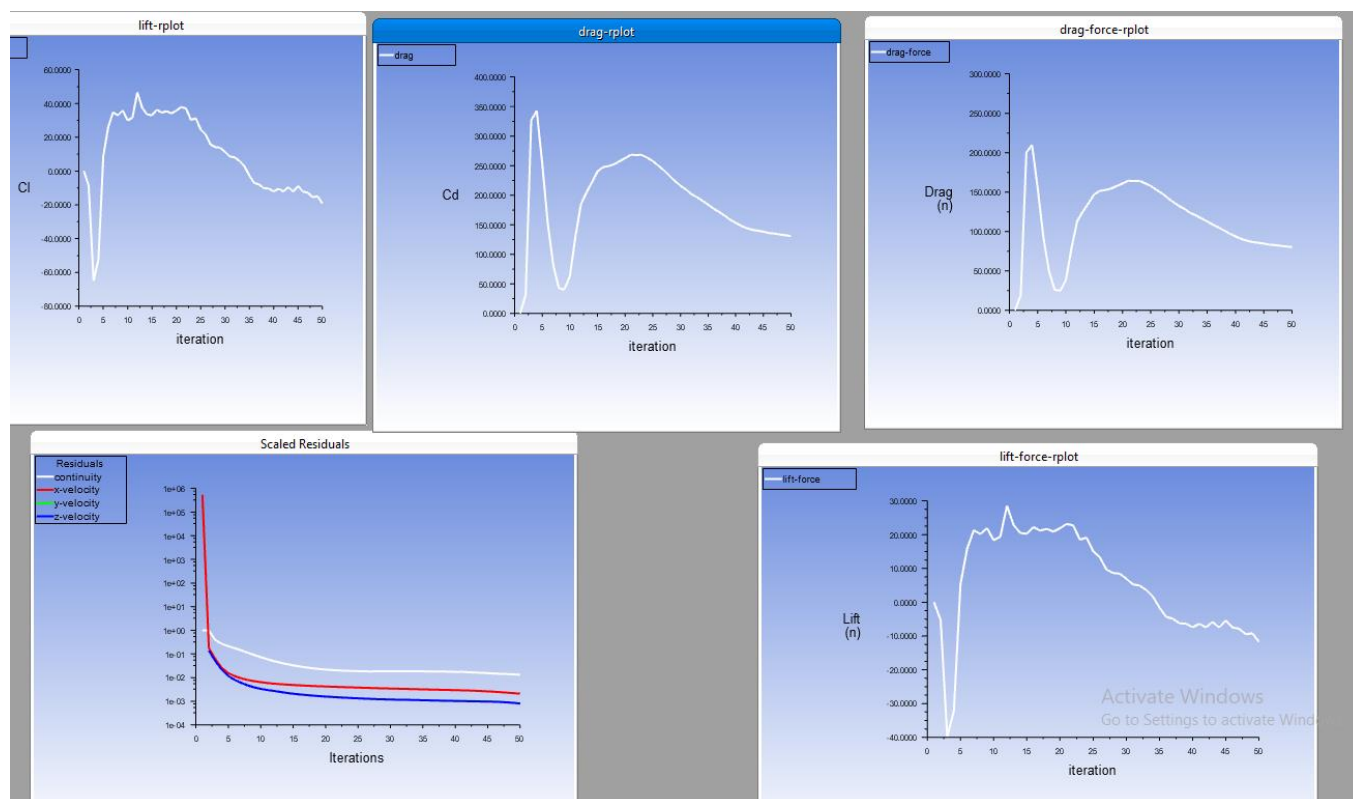 lift-rplot
60.0000
40.0000
20.0000
0.0000
-20.0000
-40.0000
-60.0000
-80.0000
Cl
0 5 10 15 20 25 30 35 40 45 50
iteration
drag-rplot
drag
400.0000
350.0000
300.0000
250.0000
200.0000
150.0000
100.0000
50.0000
0.0000
Cd
0 5 10 15 20 25 30 35 40 45 50
iteration
drag-force-rplot
drag-force
300.0000
250.0000
200.0000
150.0000
100.0000
50.0000
0.0000
Drag
(n)
0 5 10 15 20 25 30 35 40 45 50
iteration
Scaled Residuals
Residuals
continuity
x-velocity
y-velocity
z-velocity
1e+06
1e+05
1e+04
1e+03
1e+02
1e+01
1e+00
1e-01
1e-02
1e-03
1e-04
0 5 10 15 20 25 30 35 40 45 50
Iterations
lift-force-rplot
lift-force
30.0000
20.0000
10.0000
0.0000
-10.0000
-20.0000
-30.0000
-40.0000
Lift
(n)
0 5 10 15 20 25 30 35 40 45 50
iteration
Activate Windows
Go to Settings to activate Wind